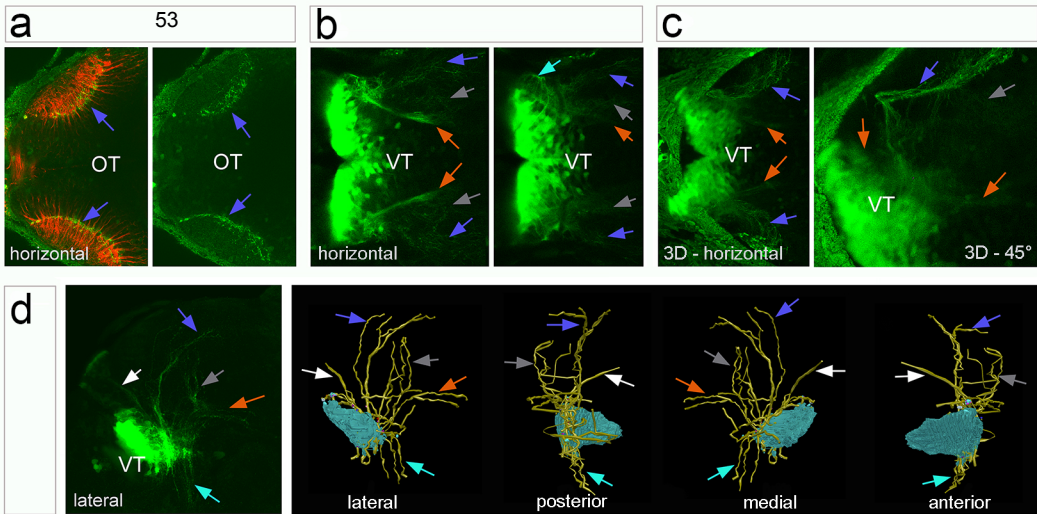 a 53 b c
OT OT VT VT VT VT
horizontal horizontal 3D - horizontal 3D - 45°
d
VT
lateral lateral posterior medial anterior